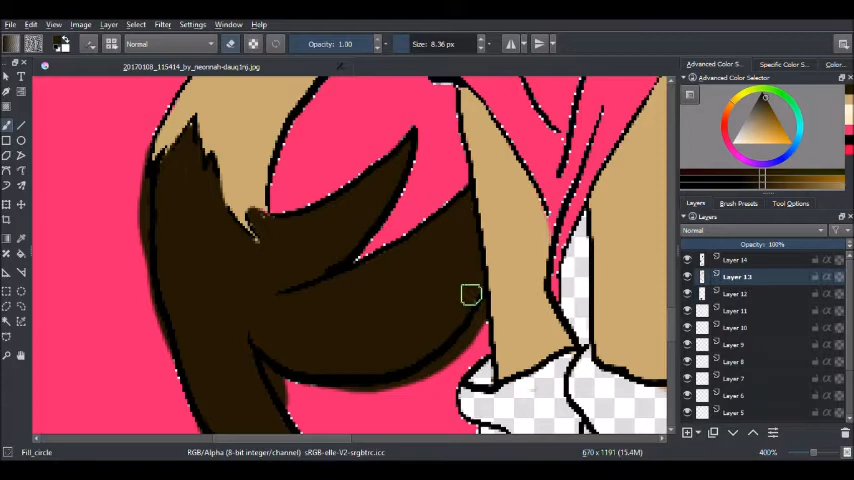 File Edit View Image Layer Select Filter Settings Window Help
Normal Opacity: 1.00 Size: 8.36 px
Advanced Color S... Specific Color S... Color...
Advanced Color Selector
Layers Brush Presets Tool Options
Layers
Normal
Opacity: 100%
Layer 14
Layer 13
Layer 12
Layer 11
Layer 10
Layer 9
Layer 8
Layer 7
Layer 6
Layer 5
Fill_circle RGB/Alpha (8-bit integer/channel) sRGB-elle-V2-srgbtrc.icc 670 x 1191 (15.4M) 400%